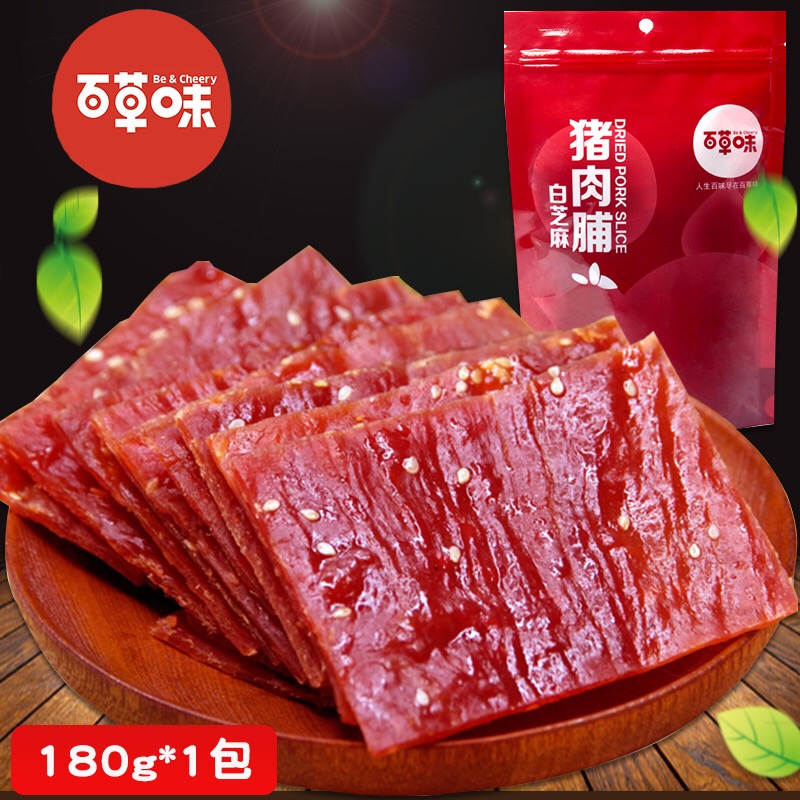 Be & Cheery
百草味
DRIED PORK SLICE
猪肉脯
白芝麻
Be & Cheery
百草味
人生百味尽在百草味
180g*1包